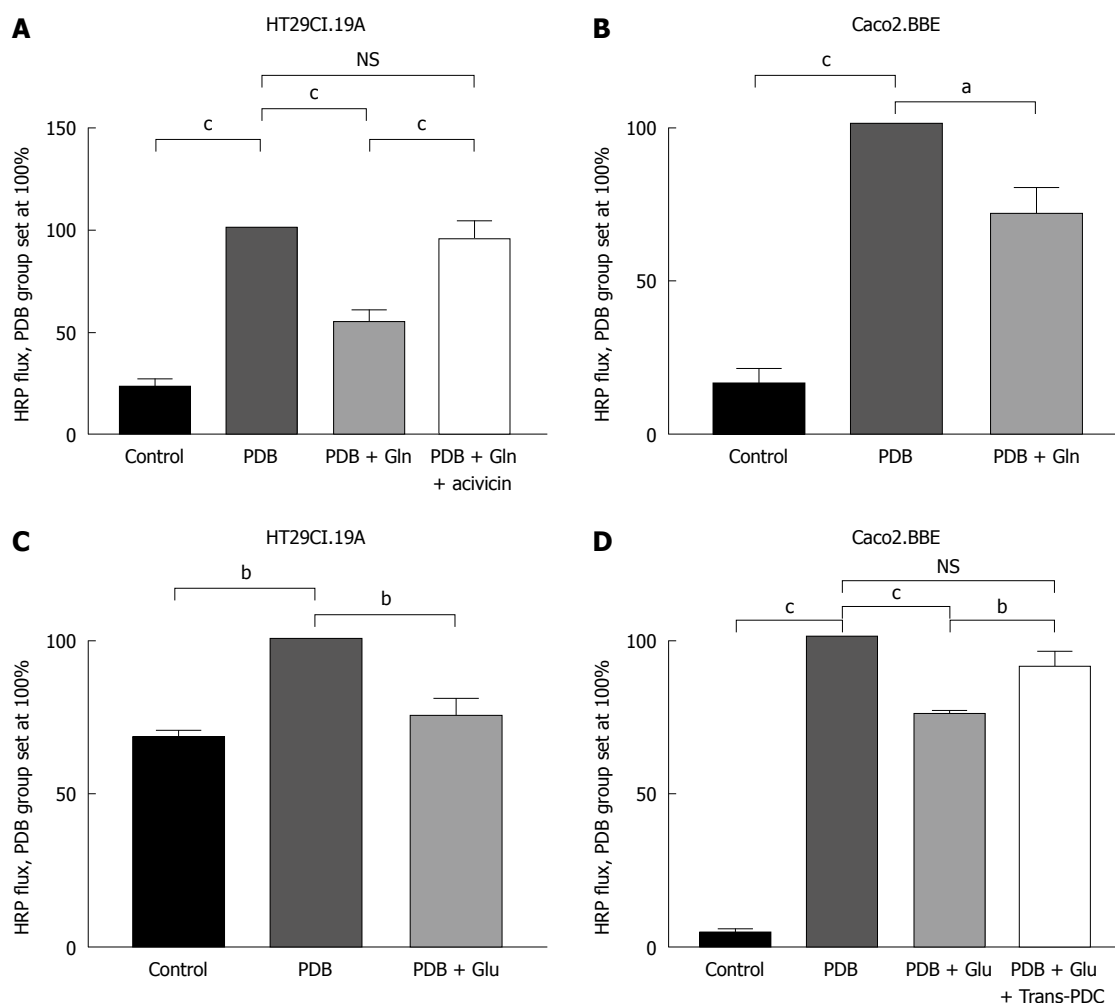 A
HT29CI.19A
NS
c
c
c
HRP flux, PDB group set at 100%
150
100
50
0
Control
PDB
PDB + Gln
PDB + Gln
+ acivicin
B
Caco2.BBE
c
a
HRP flux, PDB group set at 100%
100
50
0
Control
PDB
PDB + Gln
C
HT29CI.19A
b
b
HRP flux, PDB group set at 100%
100
50
0
Control
PDB
PDB + Glu
D
Caco2.BBE
NS
c
c
b
HRP flux, PDB group set at 100%
100
50
0
Control
PDB
PDB + Glu
PDB + Glu
+ Trans-PDC